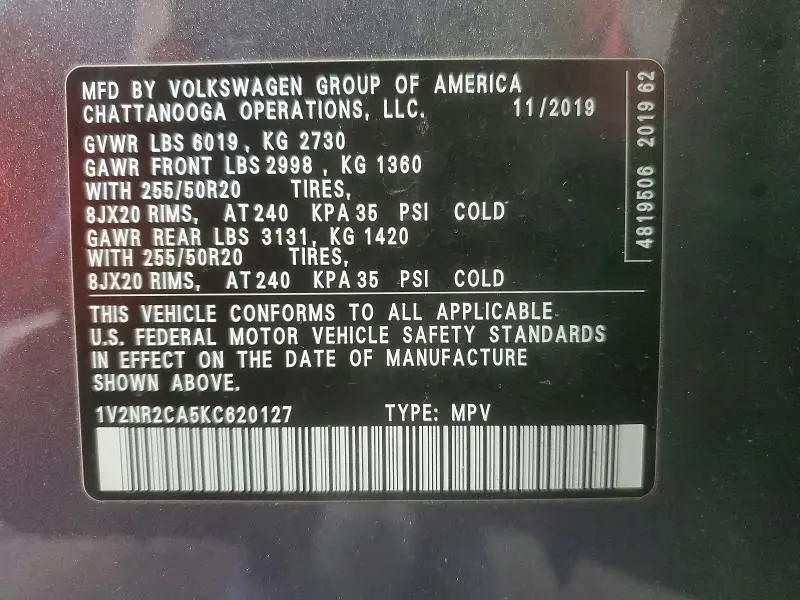 MFD BY VOLKSWAGEN GROUP OF AMERICA
CHATTANOOGA OPERATIONS, LLC. 11/2019
GVWR LBS 6019, KG 2730
GAWR FRONT LBS 2998, KG 1360
WITH 255/50R20 TIRES,
8JX20 RIMS, AT 240 KPA 35 PSI COLD
GAWR REAR LBS 3131, KG 1420
WITH 255/50R20 TIRES,
8JX20 RIMS, AT 240 KPA 35 PSI COLD
THIS VEHICLE CONFORMS TO ALL APPLICABLE
U.S. FEDERAL MOTOR VEHICLE SAFETY STANDARDS
IN EFFECT ON THE DATE OF MANUFACTURE
SHOWN ABOVE.
1V2NR2CA5KC620127 TYPE: MPV
4819506 2019 62